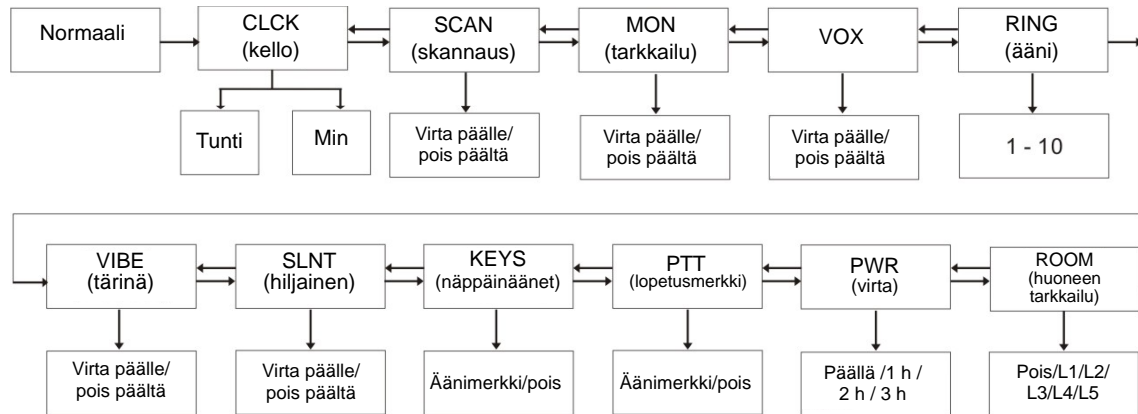 Normaali
CLCK
(kello)
SCAN
(skannaus)
MON
(tarkkailu)
VOX
RING
(ääni)
Tunti
Min
Virta päälle/
pois päältä
Virta päälle/
pois päältä
Virta päälle/
pois päältä
1 - 10
VIBE
(tärinä)
SLNT
(hiljainen)
KEYS
(näppäinäänet)
PTT
(lopetusmerkki)
PWR
(virta)
ROOM
(huoneen
tarkkailu)
Virta päälle/
pois päältä
Virta päälle/
pois päältä
Äänimerkki/pois
Äänimerkki/pois
Päällä /1 h /
2 h / 3 h
Pois/L1/L2/
L3/L4/L5